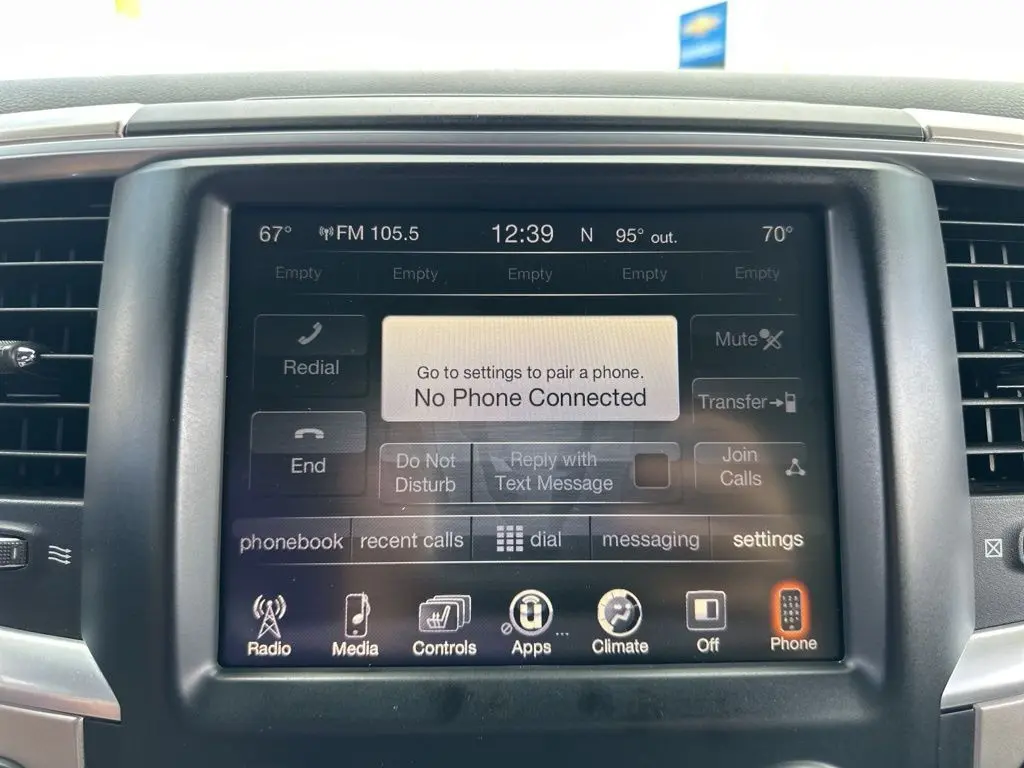 67° FM 105.5 12:39 N 95° out. 70°
Empty Empty Empty Empty Empty
Redial
Go to settings to pair a phone.
No Phone Connected
Mute
Transfer
End
Do Not
Disturb
Reply with
Text Message
Join
Calls
phonebook recent calls dial messaging settings
Radio Media Controls Apps ... Climate Off Phone